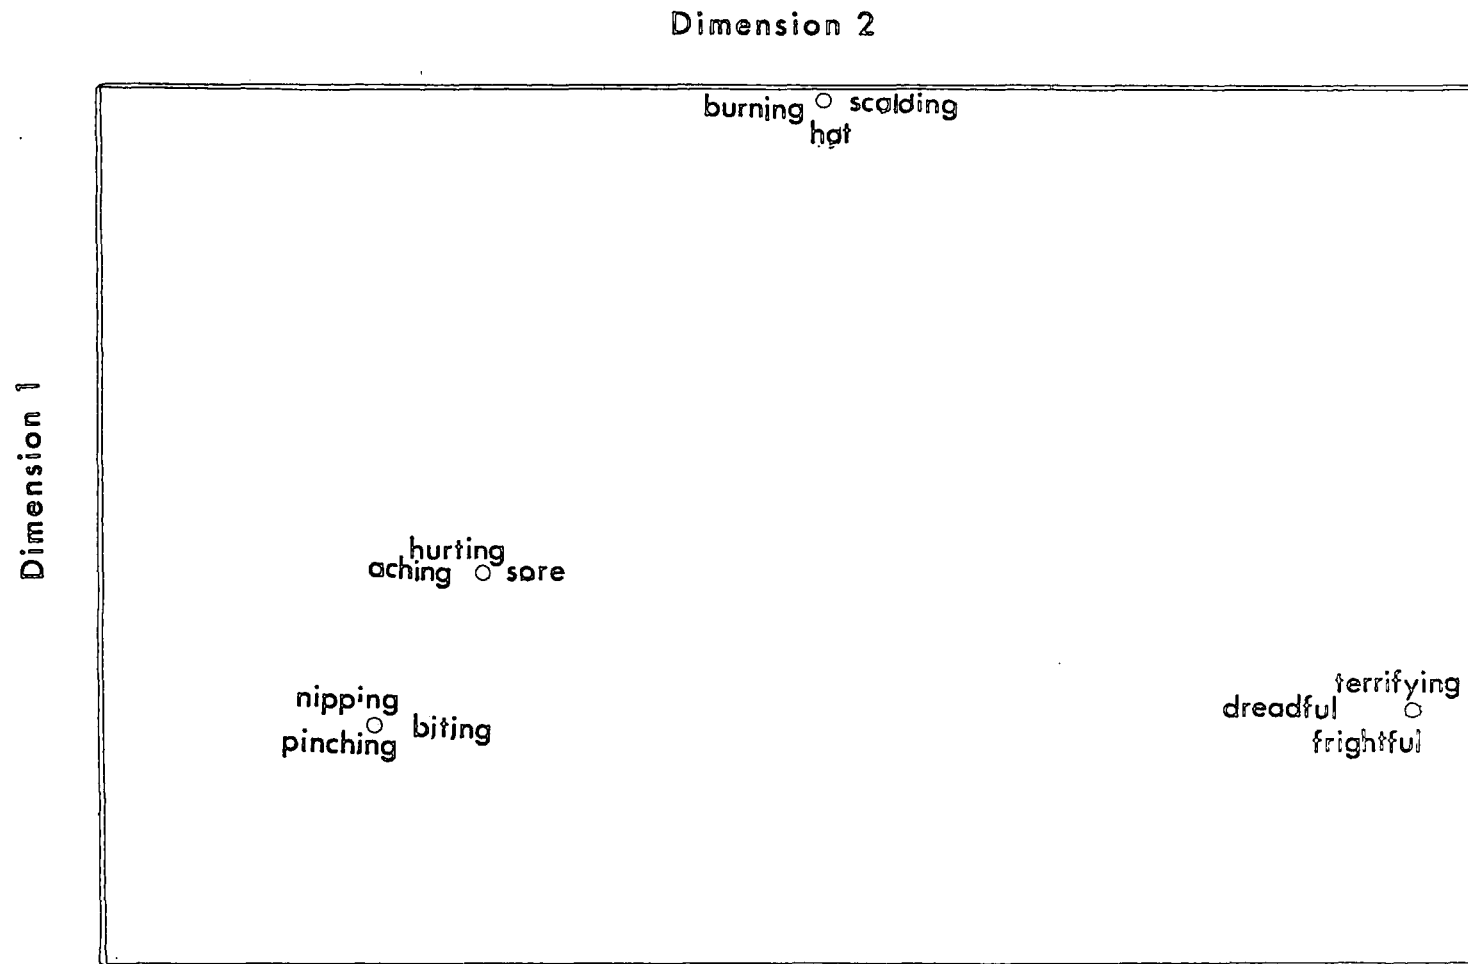 Dimension 2
burning scalding
hot
Dimension 1
hurting
aching sore
nipping
biting
pinching
terrifying
dreadful
frightful